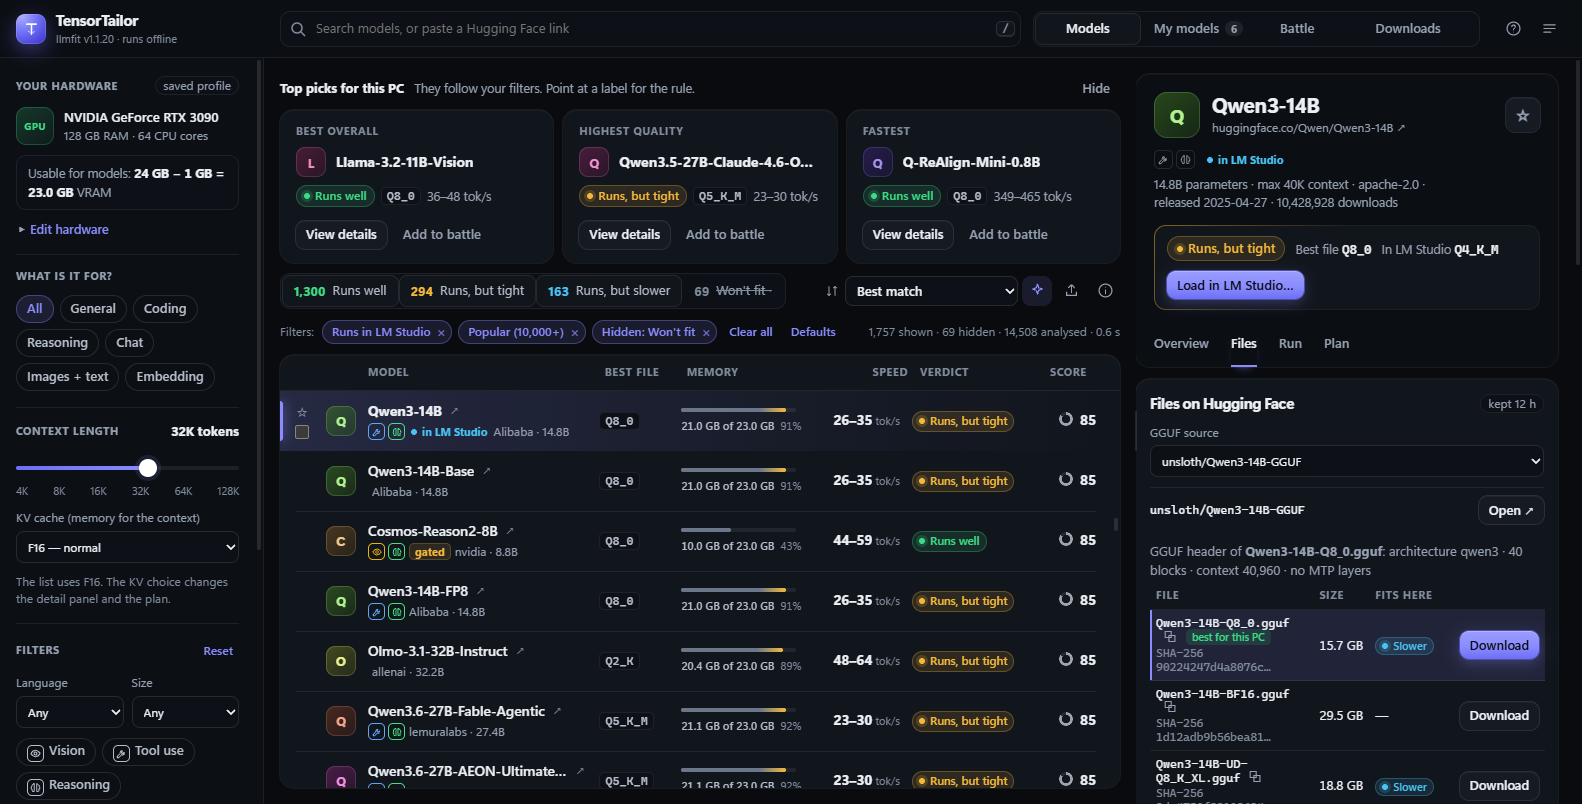 TensorTailor
llmfit v1.1.20 · runs offline
Search models, or paste a Hugging Face link
/
Models
My models 6
Battle
Downloads
YOUR HARDWARE
saved profile
GPU
NVIDIA GeForce RTX 3090
128 GB RAM · 64 CPU cores
Usable for models: 24 GB − 1 GB =
23.0 GB VRAM
Edit hardware
WHAT IS IT FOR?
All
General
Coding
Reasoning
Chat
Images + text
Embedding
CONTEXT LENGTH
32K tokens
4K 8K 16K 32K 64K 128K
KV cache (memory for the context)
F16 — normal
The list uses F16. The KV choice changes
the detail panel and the plan.
FILTERS
Reset
Language
Size
Any
Any
Vision
Tool use
Reasoning
Top picks for this PC They follow your filters. Point at a label for the rule.
Hide
BEST OVERALL
L Llama-3.2-11B-Vision
Runs well Q8_0 36–48 tok/s
View details Add to battle
HIGHEST QUALITY
Q Qwen3.5-27B-Claude-4.6-O...
Runs, but tight Q5_K_M 23–30 tok/s
View details Add to battle
FASTEST
Q Q-ReAlign-Mini-0.8B
Runs well Q8_0 349–465 tok/s
View details Add to battle
1,300 Runs well
294 Runs, but tight
163 Runs, but slower
69 Won't fit
Best match
Filters: Runs in LM Studio × Popular (10,000+) × Hidden: Won't fit × Clear all Defaults
1,757 shown · 69 hidden · 14,508 analysed · 0.6 s
MODEL BEST FILE MEMORY SPEED VERDICT SCORE
Q Qwen3-14B ↗
in LM Studio Alibaba · 14.8B
Q8_0 21.0 GB of 23.0 GB 91% 26–35 tok/s Runs, but tight 85
Q Qwen3-14B-Base ↗
Alibaba · 14.8B
Q8_0 21.0 GB of 23.0 GB 91% 26–35 tok/s Runs, but tight 85
C Cosmos-Reason2-8B ↗
gated nvidia · 8.8B
Q8_0 10.0 GB of 23.0 GB 43% 44–59 tok/s Runs well 85
Q Qwen3-14B-FP8 ↗
Alibaba · 14.8B
Q8_0 21.0 GB of 23.0 GB 91% 26–35 tok/s Runs, but tight 85
O Olmo-3.1-32B-Instruct ↗
allenai · 32.2B
Q2_K 20.4 GB of 23.0 GB 89% 48–64 tok/s Runs, but tight 85
Q Qwen3.6-27B-Fable-Agentic ↗
lemuralabs · 27.4B
Q5_K_M 21.1 GB of 23.0 GB 92% 23–30 tok/s Runs, but tight 85
Q Qwen3.6-27B-AEON-Ultimate... ↗
Q5_K_M 21.1 GB of 23.0 GB 92% 23–30 tok/s Runs, but tight 85
Q Qwen3-14B
huggingface.co/Qwen/Qwen3-14B ↗
in LM Studio
14.8B parameters · max 40K context · apache-2.0 ·
released 2025-04-27 · 10,428,928 downloads
Runs, but tight Best file Q8_0 In LM Studio Q4_K_M
Load in LM Studio...
Overview Files Run Plan
Files on Hugging Face
kept 12 h
GGUF source
unsloth/Qwen3-14B-GGUF
unsloth/Qwen3-14B-GGUF
Open ↗
GGUF header of Qwen3-14B-Q8_0.gguf: architecture qwen3 · 40
blocks · context 40,960 · no MTP layers
FILE SIZE FITS HERE
Qwen3-14B-Q8_0.gguf
best for this PC
SHA-256
90224247d4a8076c…
15.7 GB Slower Download
Qwen3-14B-BF16.gguf
SHA-256
1d12adb9b56bea81…
29.5 GB — Download
Qwen3-14B-UD-
Q8_K_XL.gguf
SHA-256
18.8 GB Slower Download